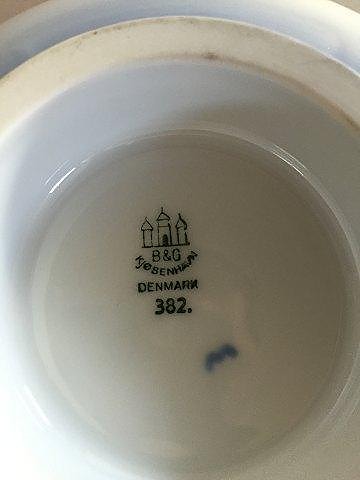 B&G
KJØBENHAVN
DENMARK
382.